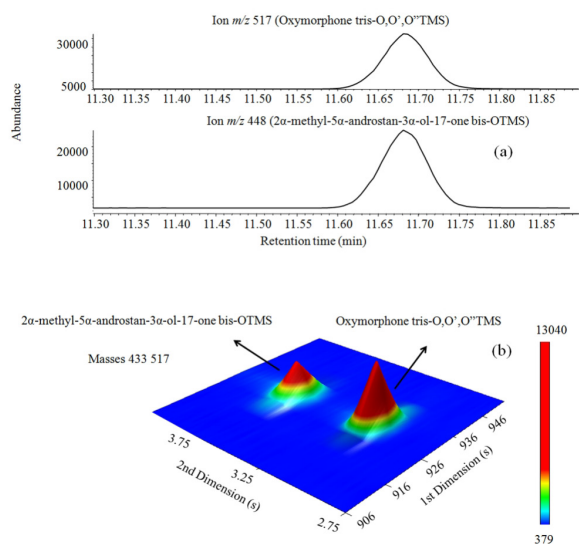 Ion m/z 517 (Oxymorphone tris-O,O',O''TMS)
30000
5000
11.30 11.35 11.40 11.45 11.50 11.55 11.60 11.65 11.70 11.75 11.80 11.85
Abundance
Ion m/z 448 (2α-methyl-5α-androstan-3α-ol-17-one bis-OTMS)
(a)
20000
10000
11.30 11.35 11.40 11.45 11.50 11.55 11.60 11.65 11.70 11.75 11.80 11.85
Retention time (min)
2α-methyl-5α-androstan-3α-ol-17-one bis-OTMS
Oxymorphone tris-O,O',O''TMS
13040
(b)
Masses 433 517
3.75
3.25
2.75
2nd Dimension (s)
906
916
926
936
946
1st Dimension (s)
379